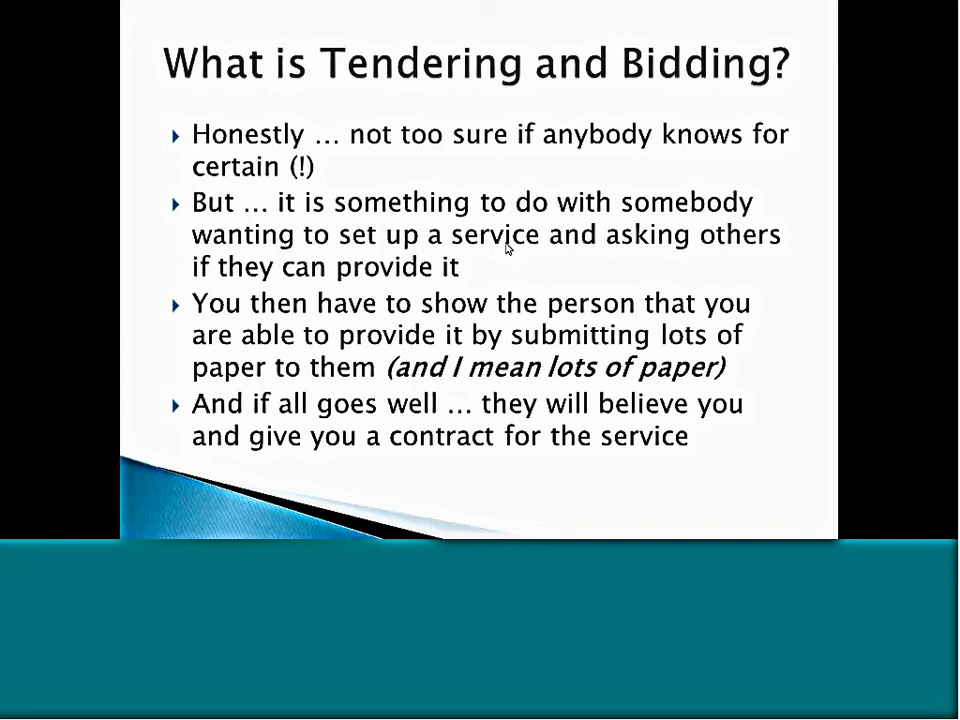 What is Tendering and Bidding?
Honestly … not too sure if anybody knows for
certain (!)
But … it is something to do with somebody
wanting to set up a service and asking others
if they can provide it
You then have to show the person that you
are able to provide it by submitting lots of
paper to them (and I mean lots of paper)
And if all goes well … they will believe you
and give you a contract for the service